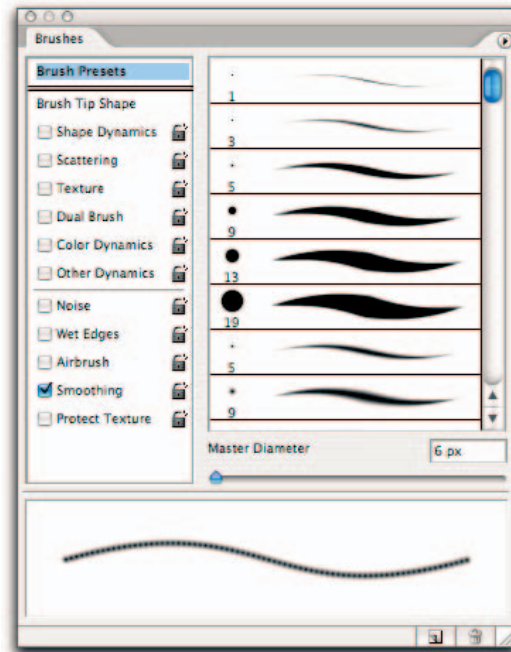 Brushes
Brush Presets
Brush Tip Shape
Shape Dynamics
Scattering
Texture
Dual Brush
Color Dynamics
Other Dynamics
Noise
Wet Edges
Airbrush
Smoothing
Protect Texture
1
3
5
9
13
19
5
9
Master Diameter
6 px